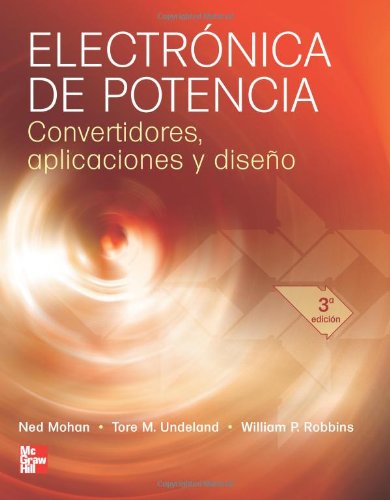 ELECTRÓNICA
DE POTENCIA
Convertidores,
aplicaciones y diseño
3ª
edición
Ned Mohan • Tore M. Undeland • William P. Robbins
Mc
Graw
Hill